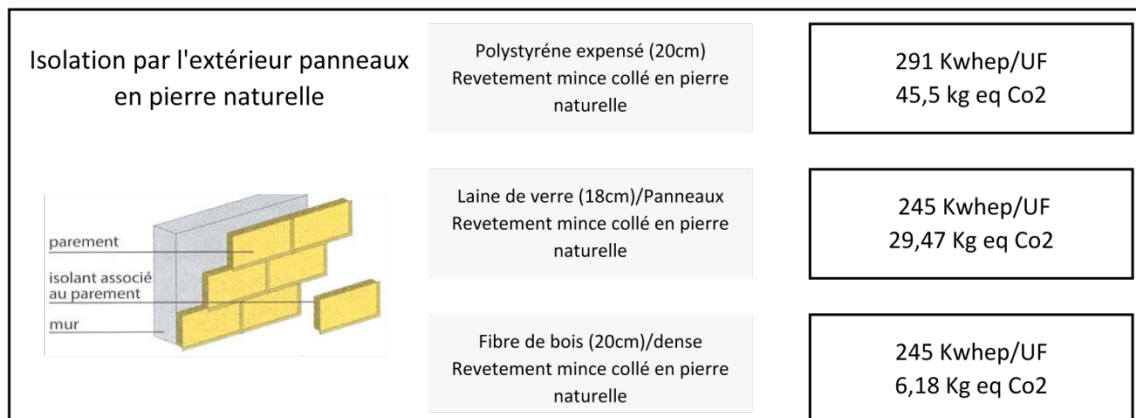 Isolation par l'extérieur panneaux
en pierre naturelle
parement
isolant associé
au parement
mur
Polystyréne expensé (20cm)
Revetement mince collé en pierre
naturelle
291 Kwhep/UF
45,5 kg eq Co2
Laine de verre (18cm)/Panneaux
Revetement mince collé en pierre
naturelle
245 Kwhep/UF
29,47 Kg eq Co2
Fibre de bois (20cm)/dense
Revetement mince collé en pierre
naturelle
245 Kwhep/UF
6,18 Kg eq Co2